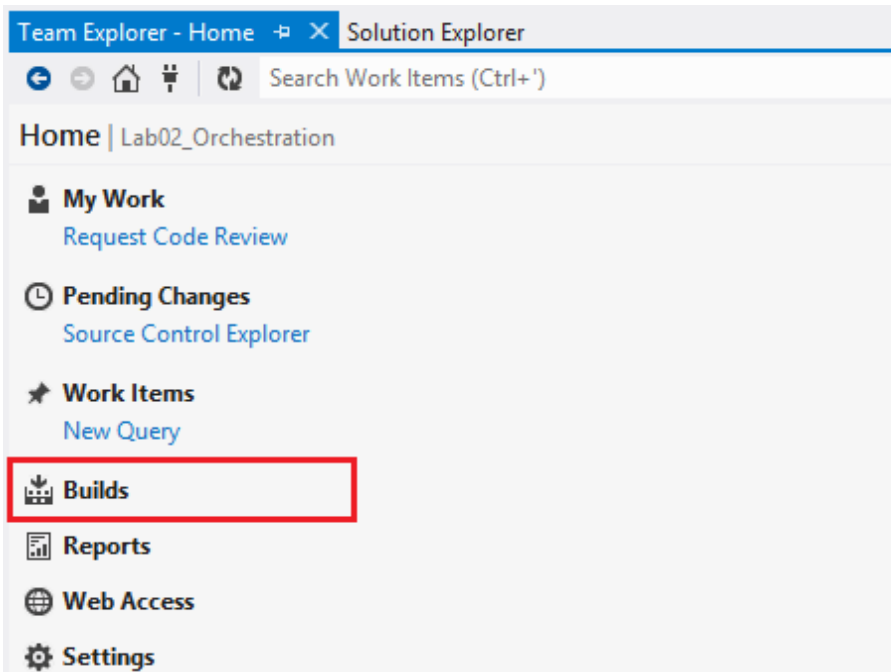 Team Explorer - Home Solution Explorer
Search Work Items (Ctrl+')
Home | Lab02_Orchestration
My Work
Request Code Review
Pending Changes
Source Control Explorer
Work Items
New Query
Builds
Reports
Web Access
Settings